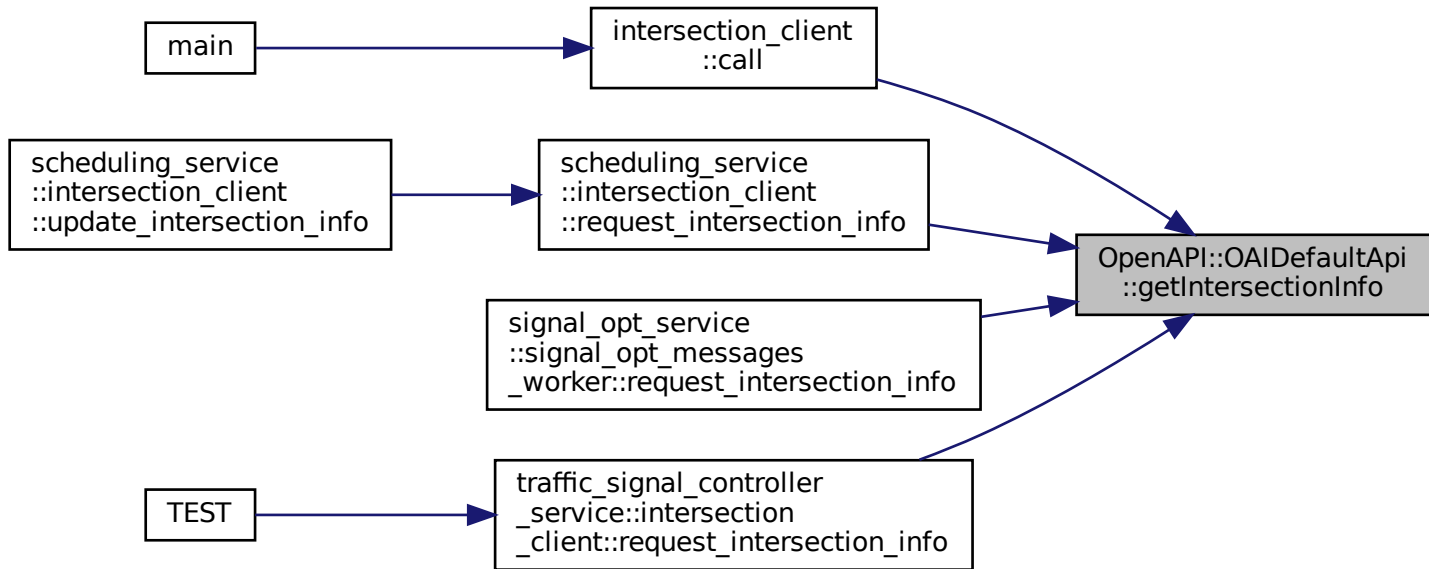 main
intersection_client
::call
scheduling_service
::intersection_client
::update_intersection_info
scheduling_service
::intersection_client
::request_intersection_info
OpenAPI::OAIDefaultApi
::getIntersectionInfo
signal_opt_service
::signal_opt_messages
_worker::request_intersection_info
TEST
traffic_signal_controller
_service::intersection
_client::request_intersection_info